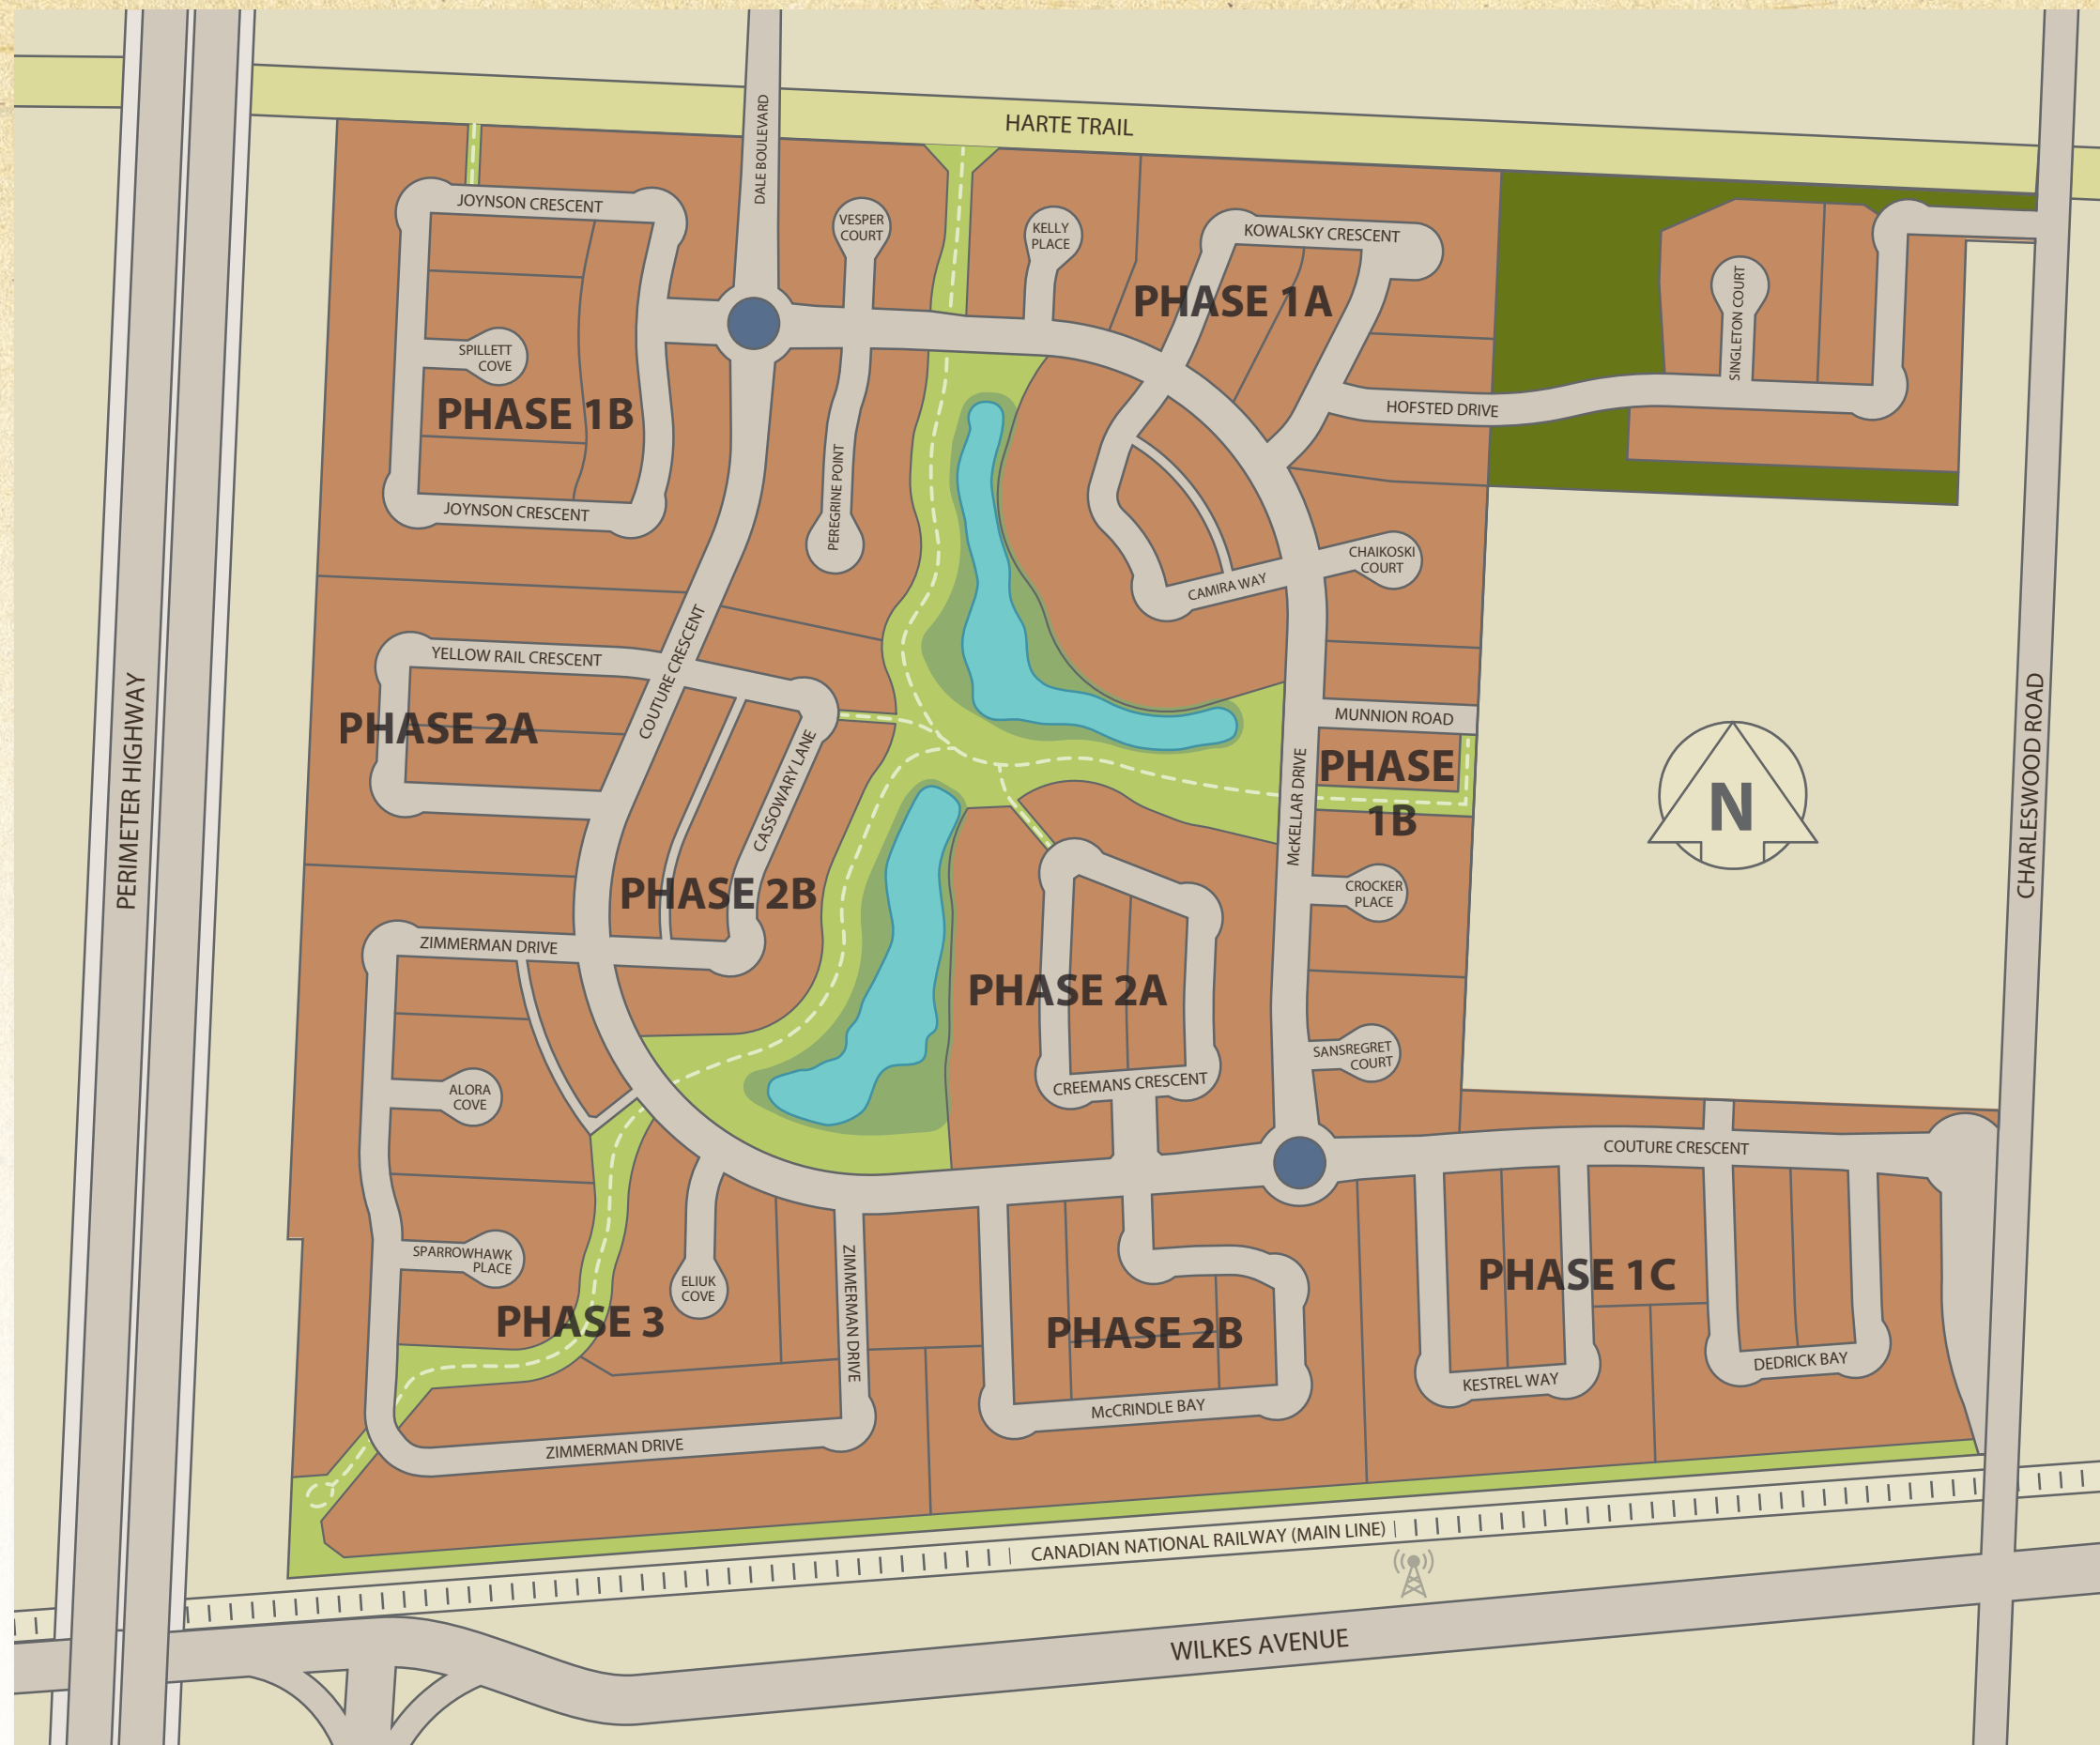 HARTE TRAIL
DALE BOULEVARD
JOYNSON CRESCENT
VESPER
COURT
KELLY
PLACE
KOWALSKY CRESCENT
PHASE 1A
SINGLETON COURT
SPILLETT
COVE
PHASE 1B
HOFSTED DRIVE
PEREGRINE POINT
JOYNSON CRESCENT
CHAIKOSKI
COURT
CAMIRA WAY
YELLOW RAIL CRESCENT
COUTURE CRESCENT
PHASE 2A
PERIMETER HIGHWAY
CASSOWARY LANE
MUNNION ROAD
McKELLAR DRIVE
PHASE
1B
N
CHARLESWOOD ROAD
PHASE 2B
CROCKER
PLACE
ZIMMERMAN DRIVE
PHASE 2A
SANSREGRET
COURT
CREEMANS CRESCENT
ALORA
COVE
COUTURE CRESCENT
SPARROWHAWK
PLACE
ELIUK
COVE
ZIMMERMAN DRIVE
PHASE 3
PHASE 2B
PHASE 1C
DEDRICK BAY
KESTREL WAY
McCRINDLE BAY
ZIMMERMAN DRIVE
CANADIAN NATIONAL RAILWAY (MAIN LINE)
WILKES AVENUE